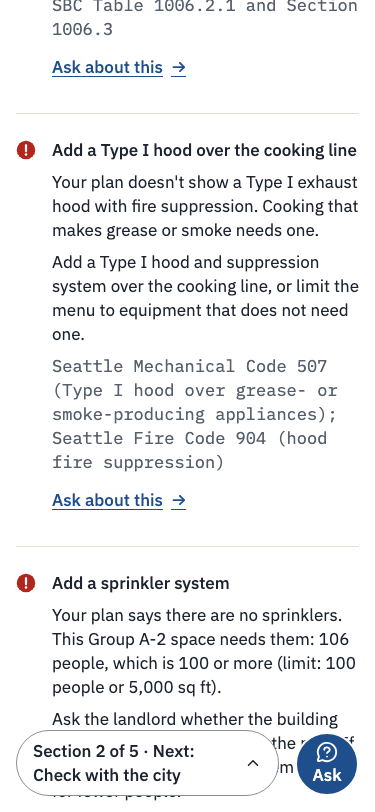 SBC Table 1006.2.1 and Section
1006.3
Ask about this →
Add a Type I hood over the cooking line
Your plan doesn't show a Type I exhaust
hood with fire suppression. Cooking that
makes grease or smoke needs one.
Add a Type I hood and suppression
system over the cooking line, or limit the
menu to equipment that does not need
one.
Seattle Mechanical Code 507
(Type I hood over grease- or
smoke-producing appliances);
Seattle Fire Code 904 (hood
fire suppression)
Ask about this →
Add a sprinkler system
Your plan says there are no sprinklers.
This Group A-2 space needs them: 106
people, which is 100 or more (limit: 100
people or 5,000 sq ft).
Ask the landlord whether the building
the
Section 2 of 5 · Next:
Check with the city
Ask